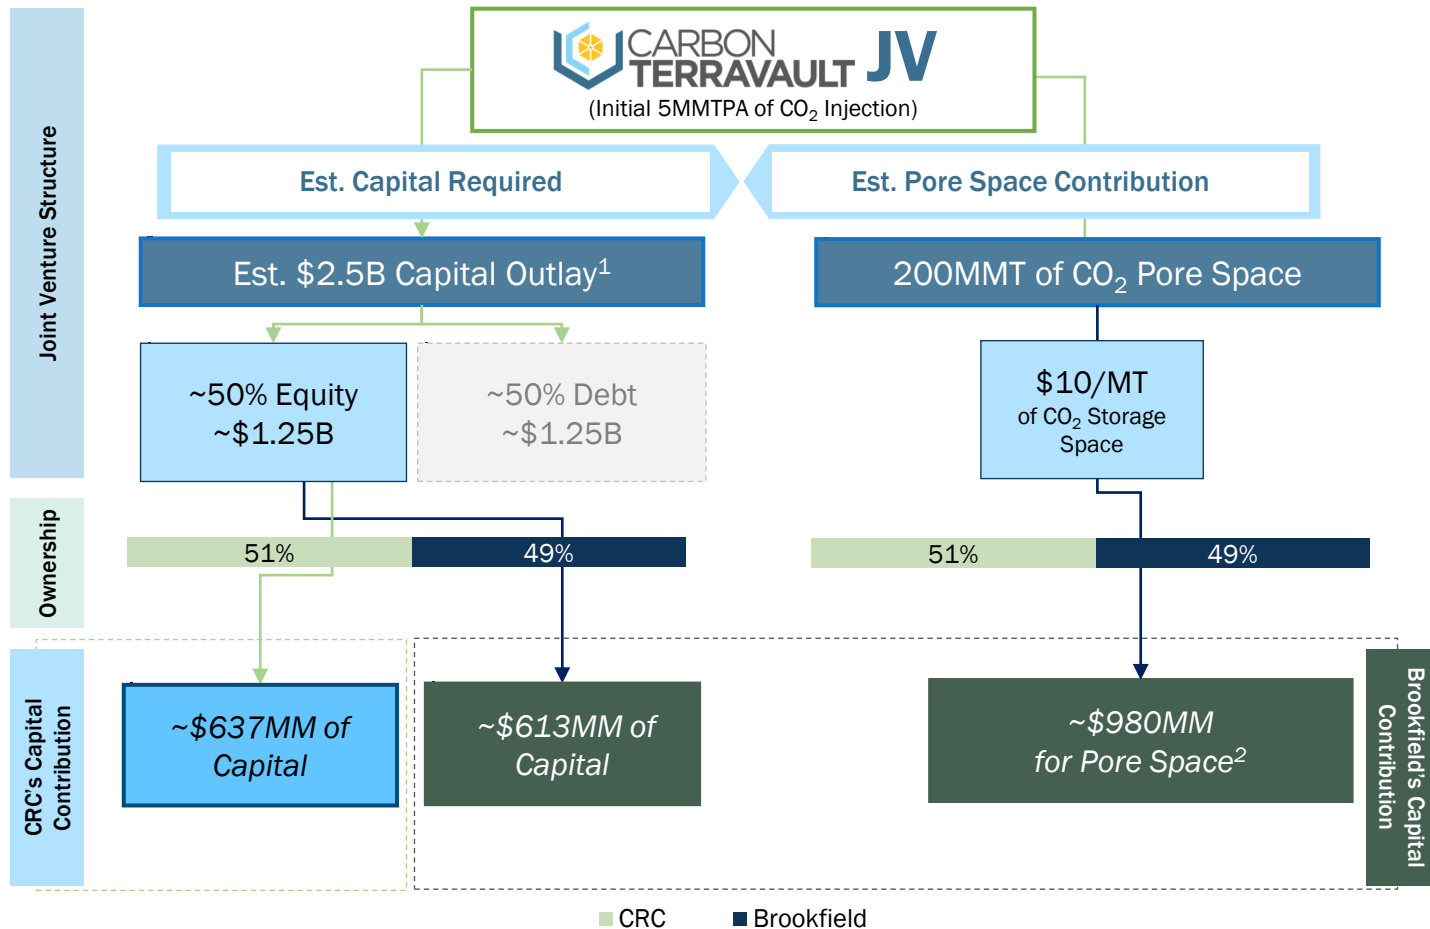 CARBON
TERRAVAULT JV
(Initial 5MMTPA of CO₂ Injection)
Joint Venture Structure
Est. Capital Required
Est. Pore Space Contribution
Est. $2.5B Capital Outlay¹
200MMT of CO₂ Pore Space
~50% Equity
~$1.25B
~50% Debt
~$1.25B
$10/MT
of CO₂ Storage
Space
Ownership
51%
49%
51%
49%
CRC's Capital
Contribution
~$637MM of
Capital
~$613MM of
Capital
~$980MM
for Pore Space²
Brookfield's Capital
Contribution
CRC
Brookfield